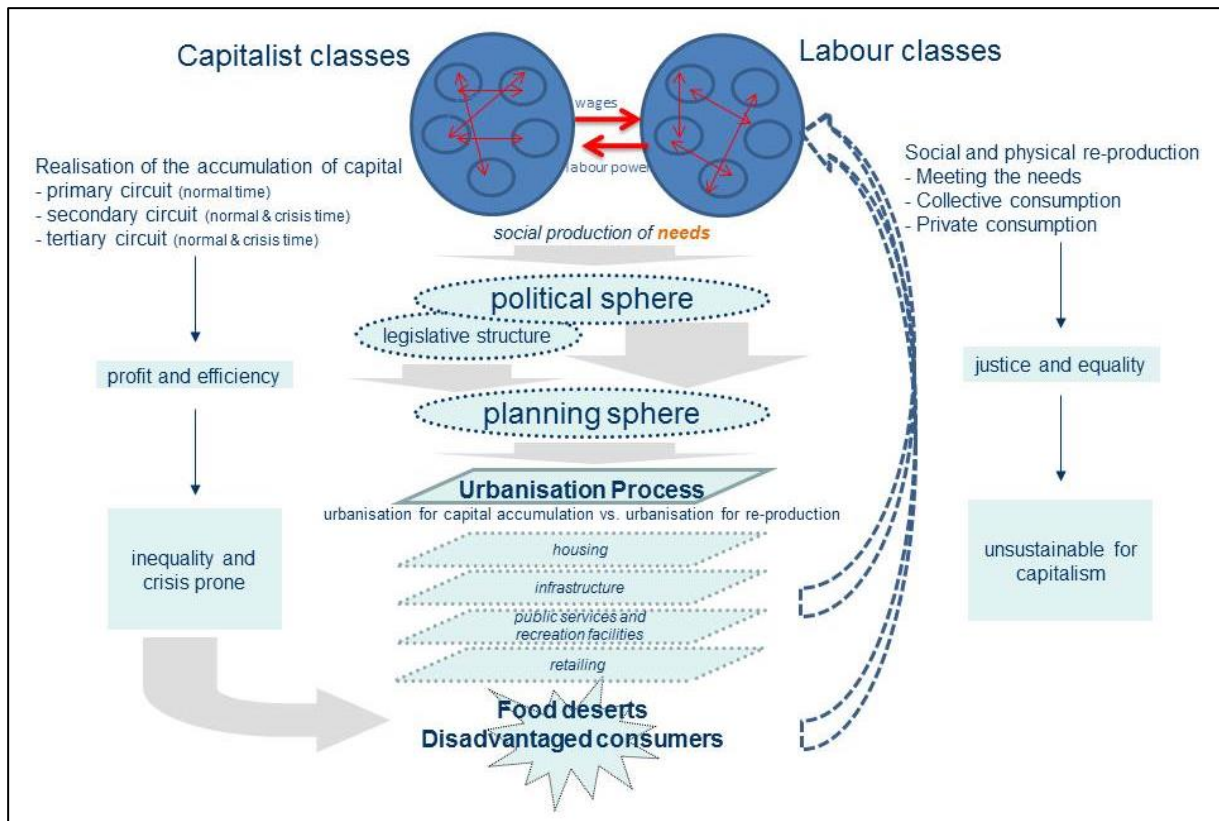 Capitalist classes
Labour classes
wages
labour power
Realisation of the accumulation of capital
- primary circuit (normal time)
- secondary circuit (normal & crisis time)
- tertiary circuit (normal & crisis time)
Social and physical re-production
- Meeting the needs
- Collective consumption
- Private consumption
social production of needs
political sphere
legislative structure
profit and efficiency
justice and equality
planning sphere
Urbanisation Process
urbanisation for capital accumulation vs. urbanisation for re-production
housing
inequality and
crisis prone
unsustainable for
capitalism
infrastructure
public services and
recreation facilities
retailing
Food deserts
Disadvantaged consumers